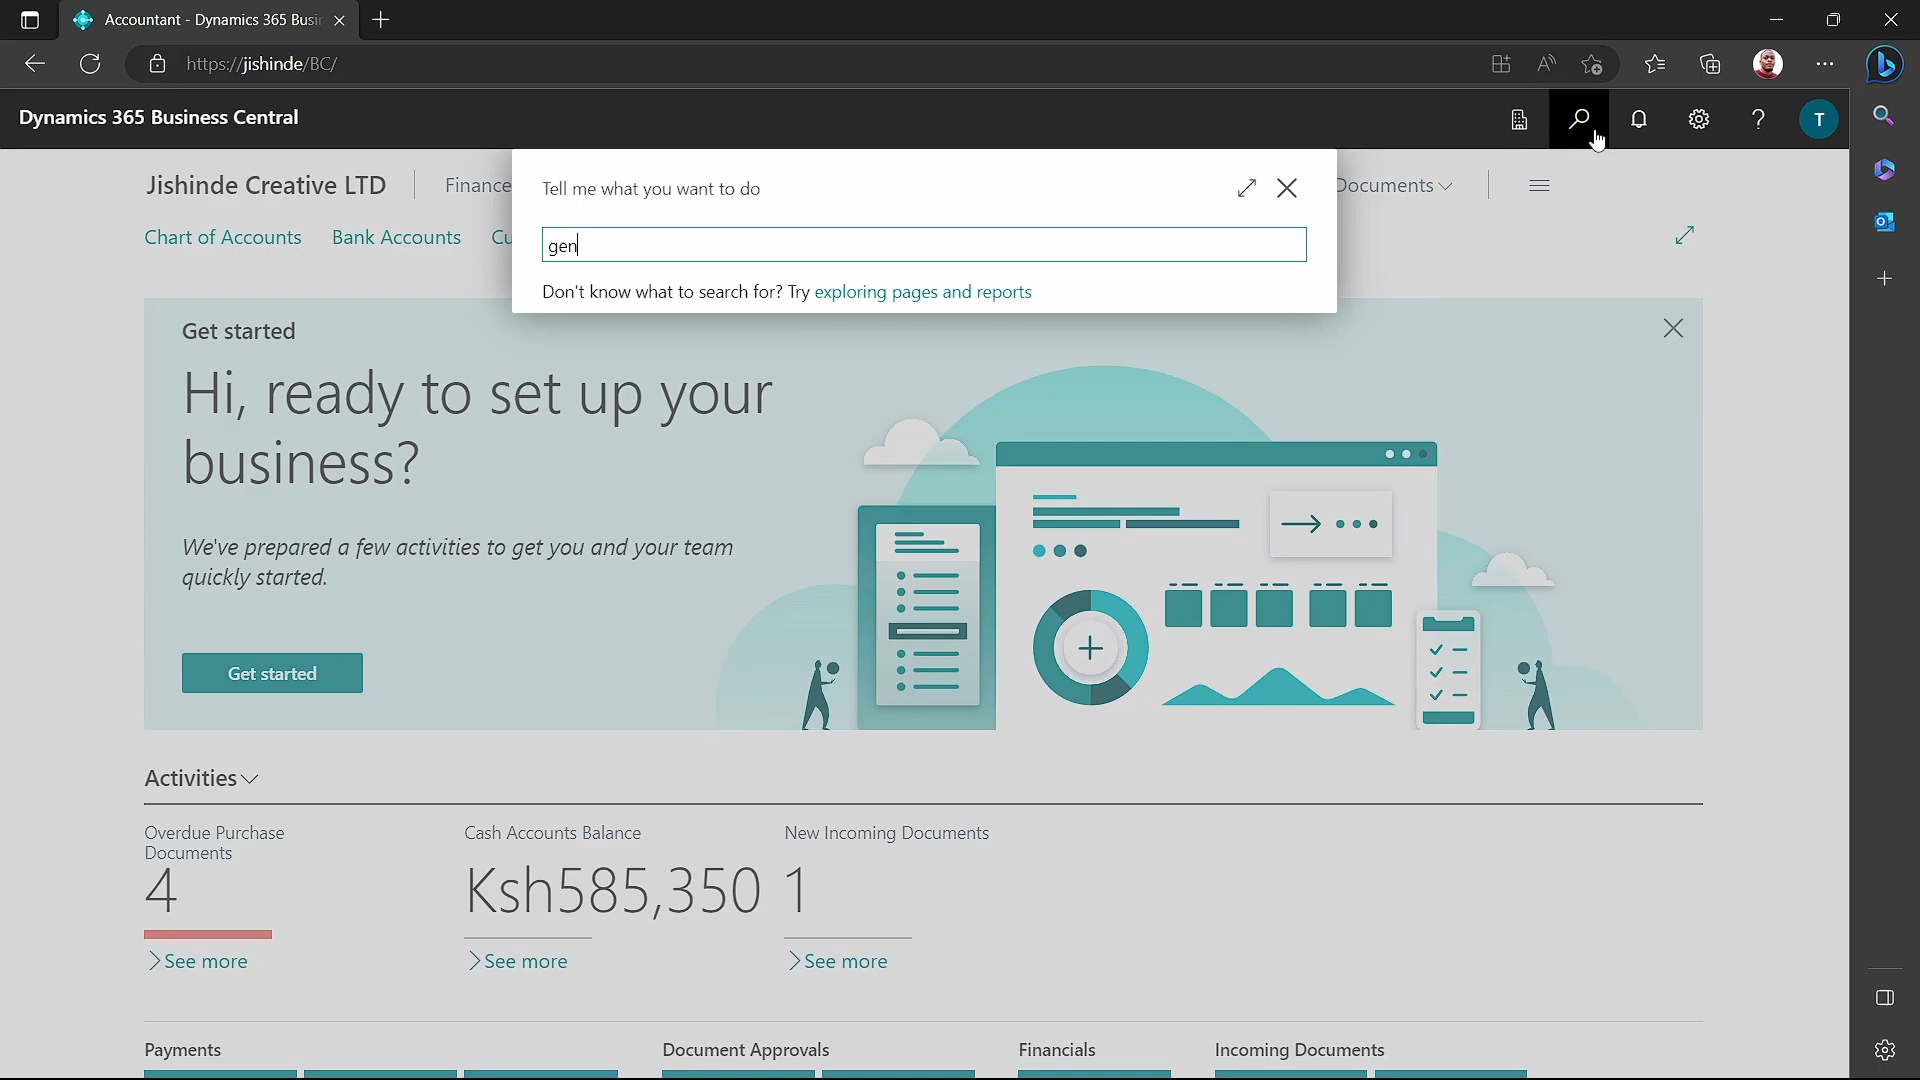 Accountant - Dynamics 365 Busi
https://jishinde/BC/
Dynamics 365 Business Central
T
Jishinde Creative LTD
Finance
Documents
Tell me what you want to do
gen
Don't know what to search for? Try exploring pages and reports
Chart of Accounts
Bank Accounts
Cu
Get started
Hi, ready to set up your
business?
We've prepared a few activities to get you and your team
quickly started.
Get started
Activities
Overdue Purchase
Documents
4
See more
Cash Accounts Balance
Ksh585,350
See more
New Incoming Documents
1
See more
Payments
Document Approvals
Financials
Incoming Documents